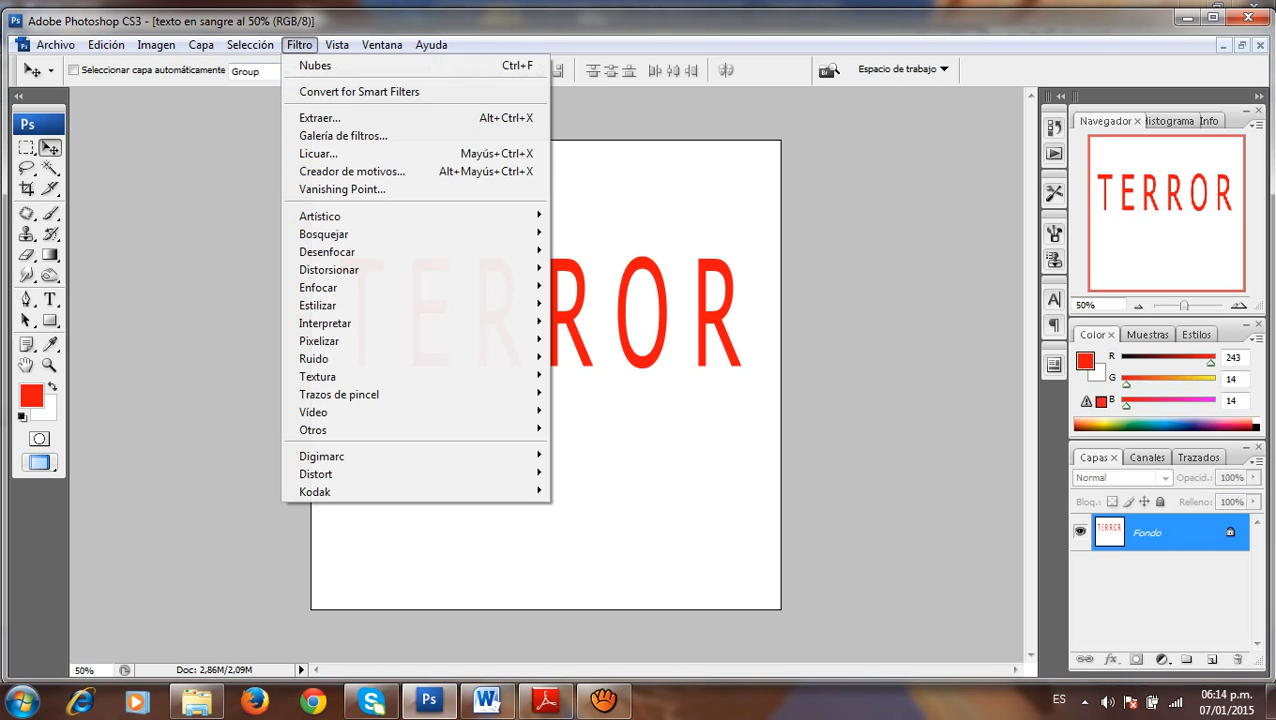 Adobe Photoshop CS3 - [texto en sangre al 50% (RGB/8)]
Archivo Edición Imagen Capa Selección Filtro Vista Ventana Ayuda
Seleccionar capa automáticamente Group
Espacio de trabajo
Nubes Ctrl+F
Convert for Smart Filters
Extraer... Alt+Ctrl+X
Galería de filtros...
Licuar... Mayús+Ctrl+X
Creador de motivos... Alt+Mayús+Ctrl+X
Vanishing Point...
Artístico
Bosquejar
Desenfocar
Distorsionar
Enfocar
Estilizar
Interpretar
Pixelizar
Ruido
Textura
Trazos de pincel
Vídeo
Otros
Digimarc
Distort
Kodak
TERROR
Ps
Navegador Histograma Info
TERROR
50%
Color Muestras Estilos
R 243
G 14
B 14
Capas Canales Trazados
Normal Opacid.: 100%
Bloq.: Relleno: 100%
TERROR Fondo
50% Doc: 2,86M/2,09M
ES 06:14 p.m.
07/01/2015